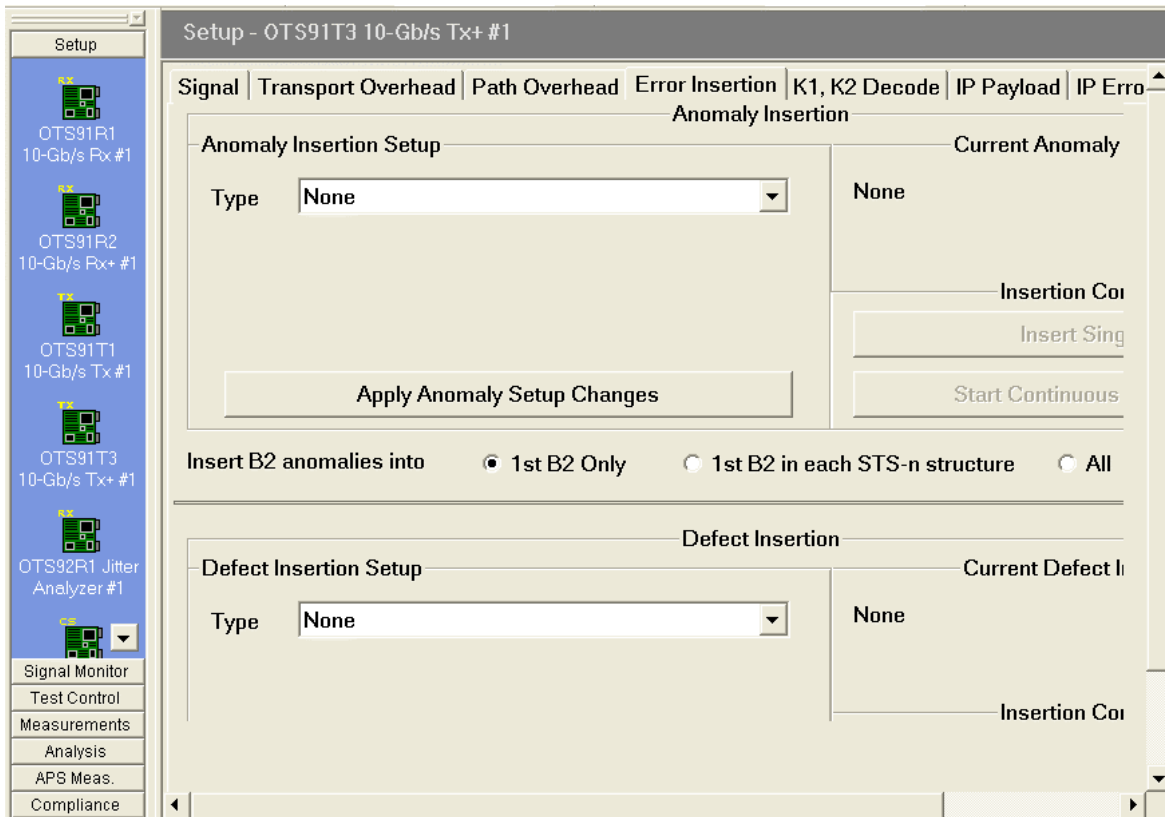 Setup
RX
OTS91R1
10-Gb/s Rx #1
RX
OTS91R2
10-Gb/s Rx+ #1
TX
OTS91T1
10-Gb/s Tx #1
TX
OTS91T3
10-Gb/s Tx+ #1
RX
OTS92R1 Jitter
Analyzer #1
CS
Signal Monitor
Test Control
Measurements
Analysis
APS Meas.
Compliance
Setup - OTS91T3 10-Gb/s Tx+ #1
Signal Transport Overhead Path Overhead Error Insertion K1, K2 Decode IP Payload IP Erro
Anomaly Insertion
Anomaly Insertion Setup
Type None
Apply Anomaly Setup Changes
Current Anomaly
None
Insertion Con
Insert Sing
Start Continuous
Insert B2 anomalies into 1st B2 Only 1st B2 in each STS-n structure All
Defect Insertion
Defect Insertion Setup
Type None
Current Defect I
None
Insertion Con